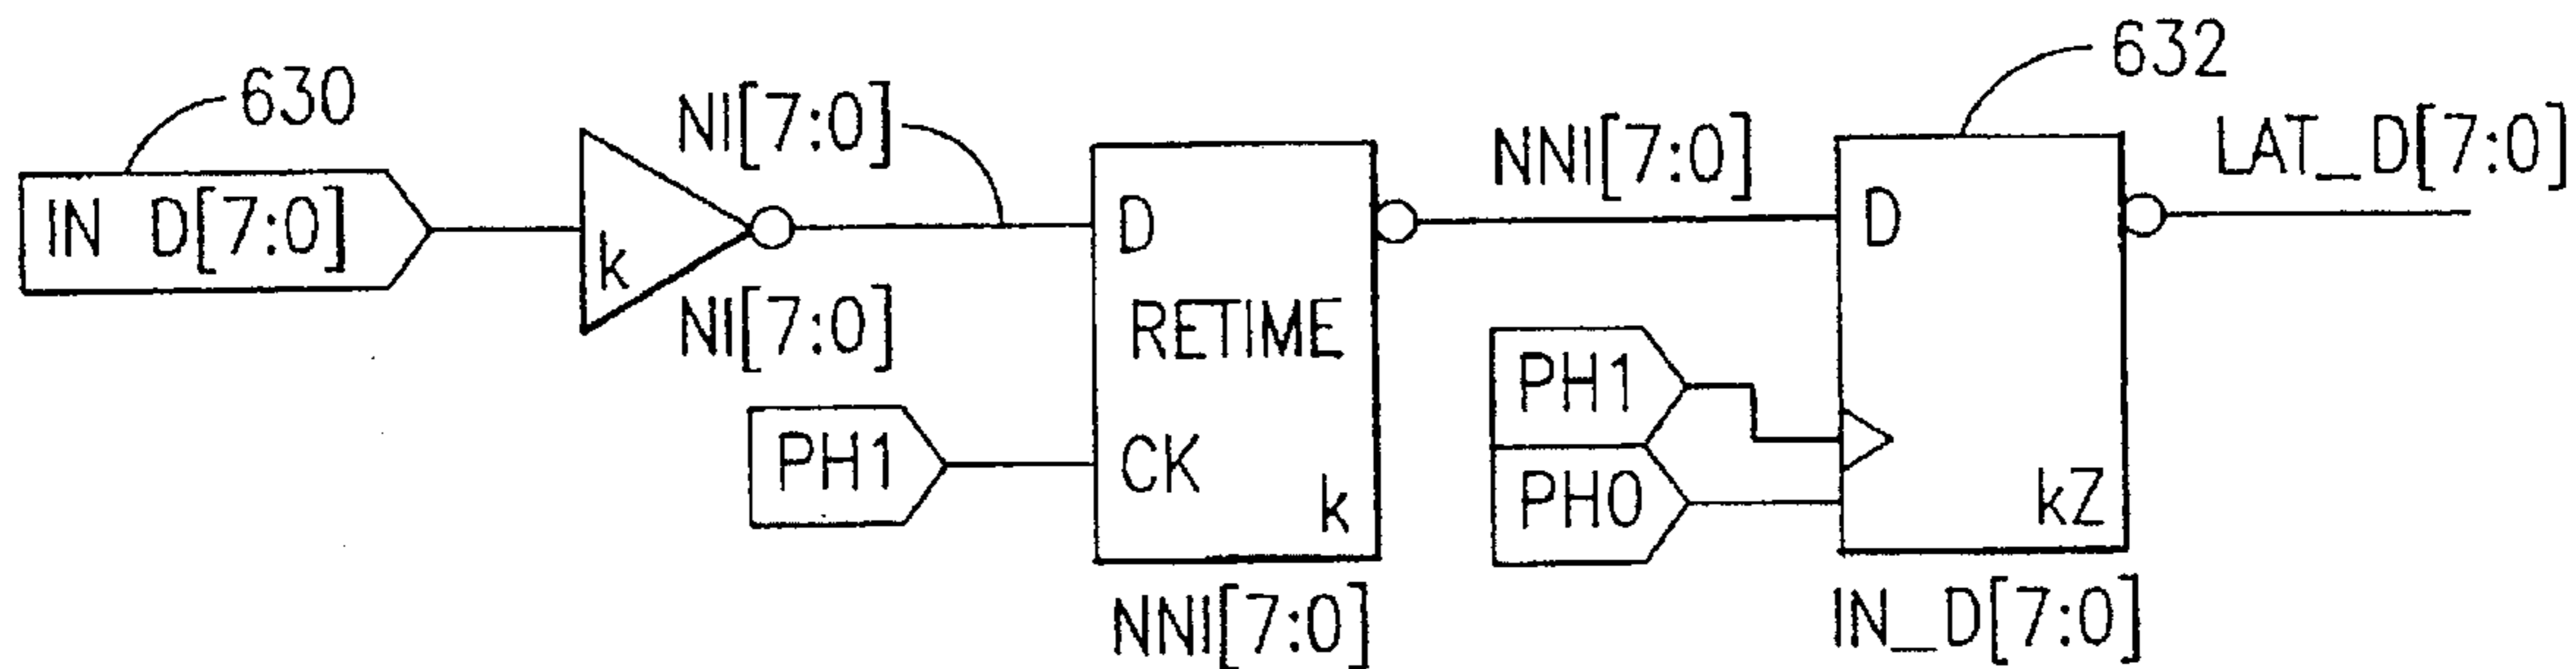 630
IN D[7:0]
k
NI[7:0]
NI[7:0]
PH1
D
RETIME
CK
k
NNI[7:0]
NNI[7:0]
PH1
PH0
632
D
kZ
IN_D[7:0]
LAT_D[7:0]